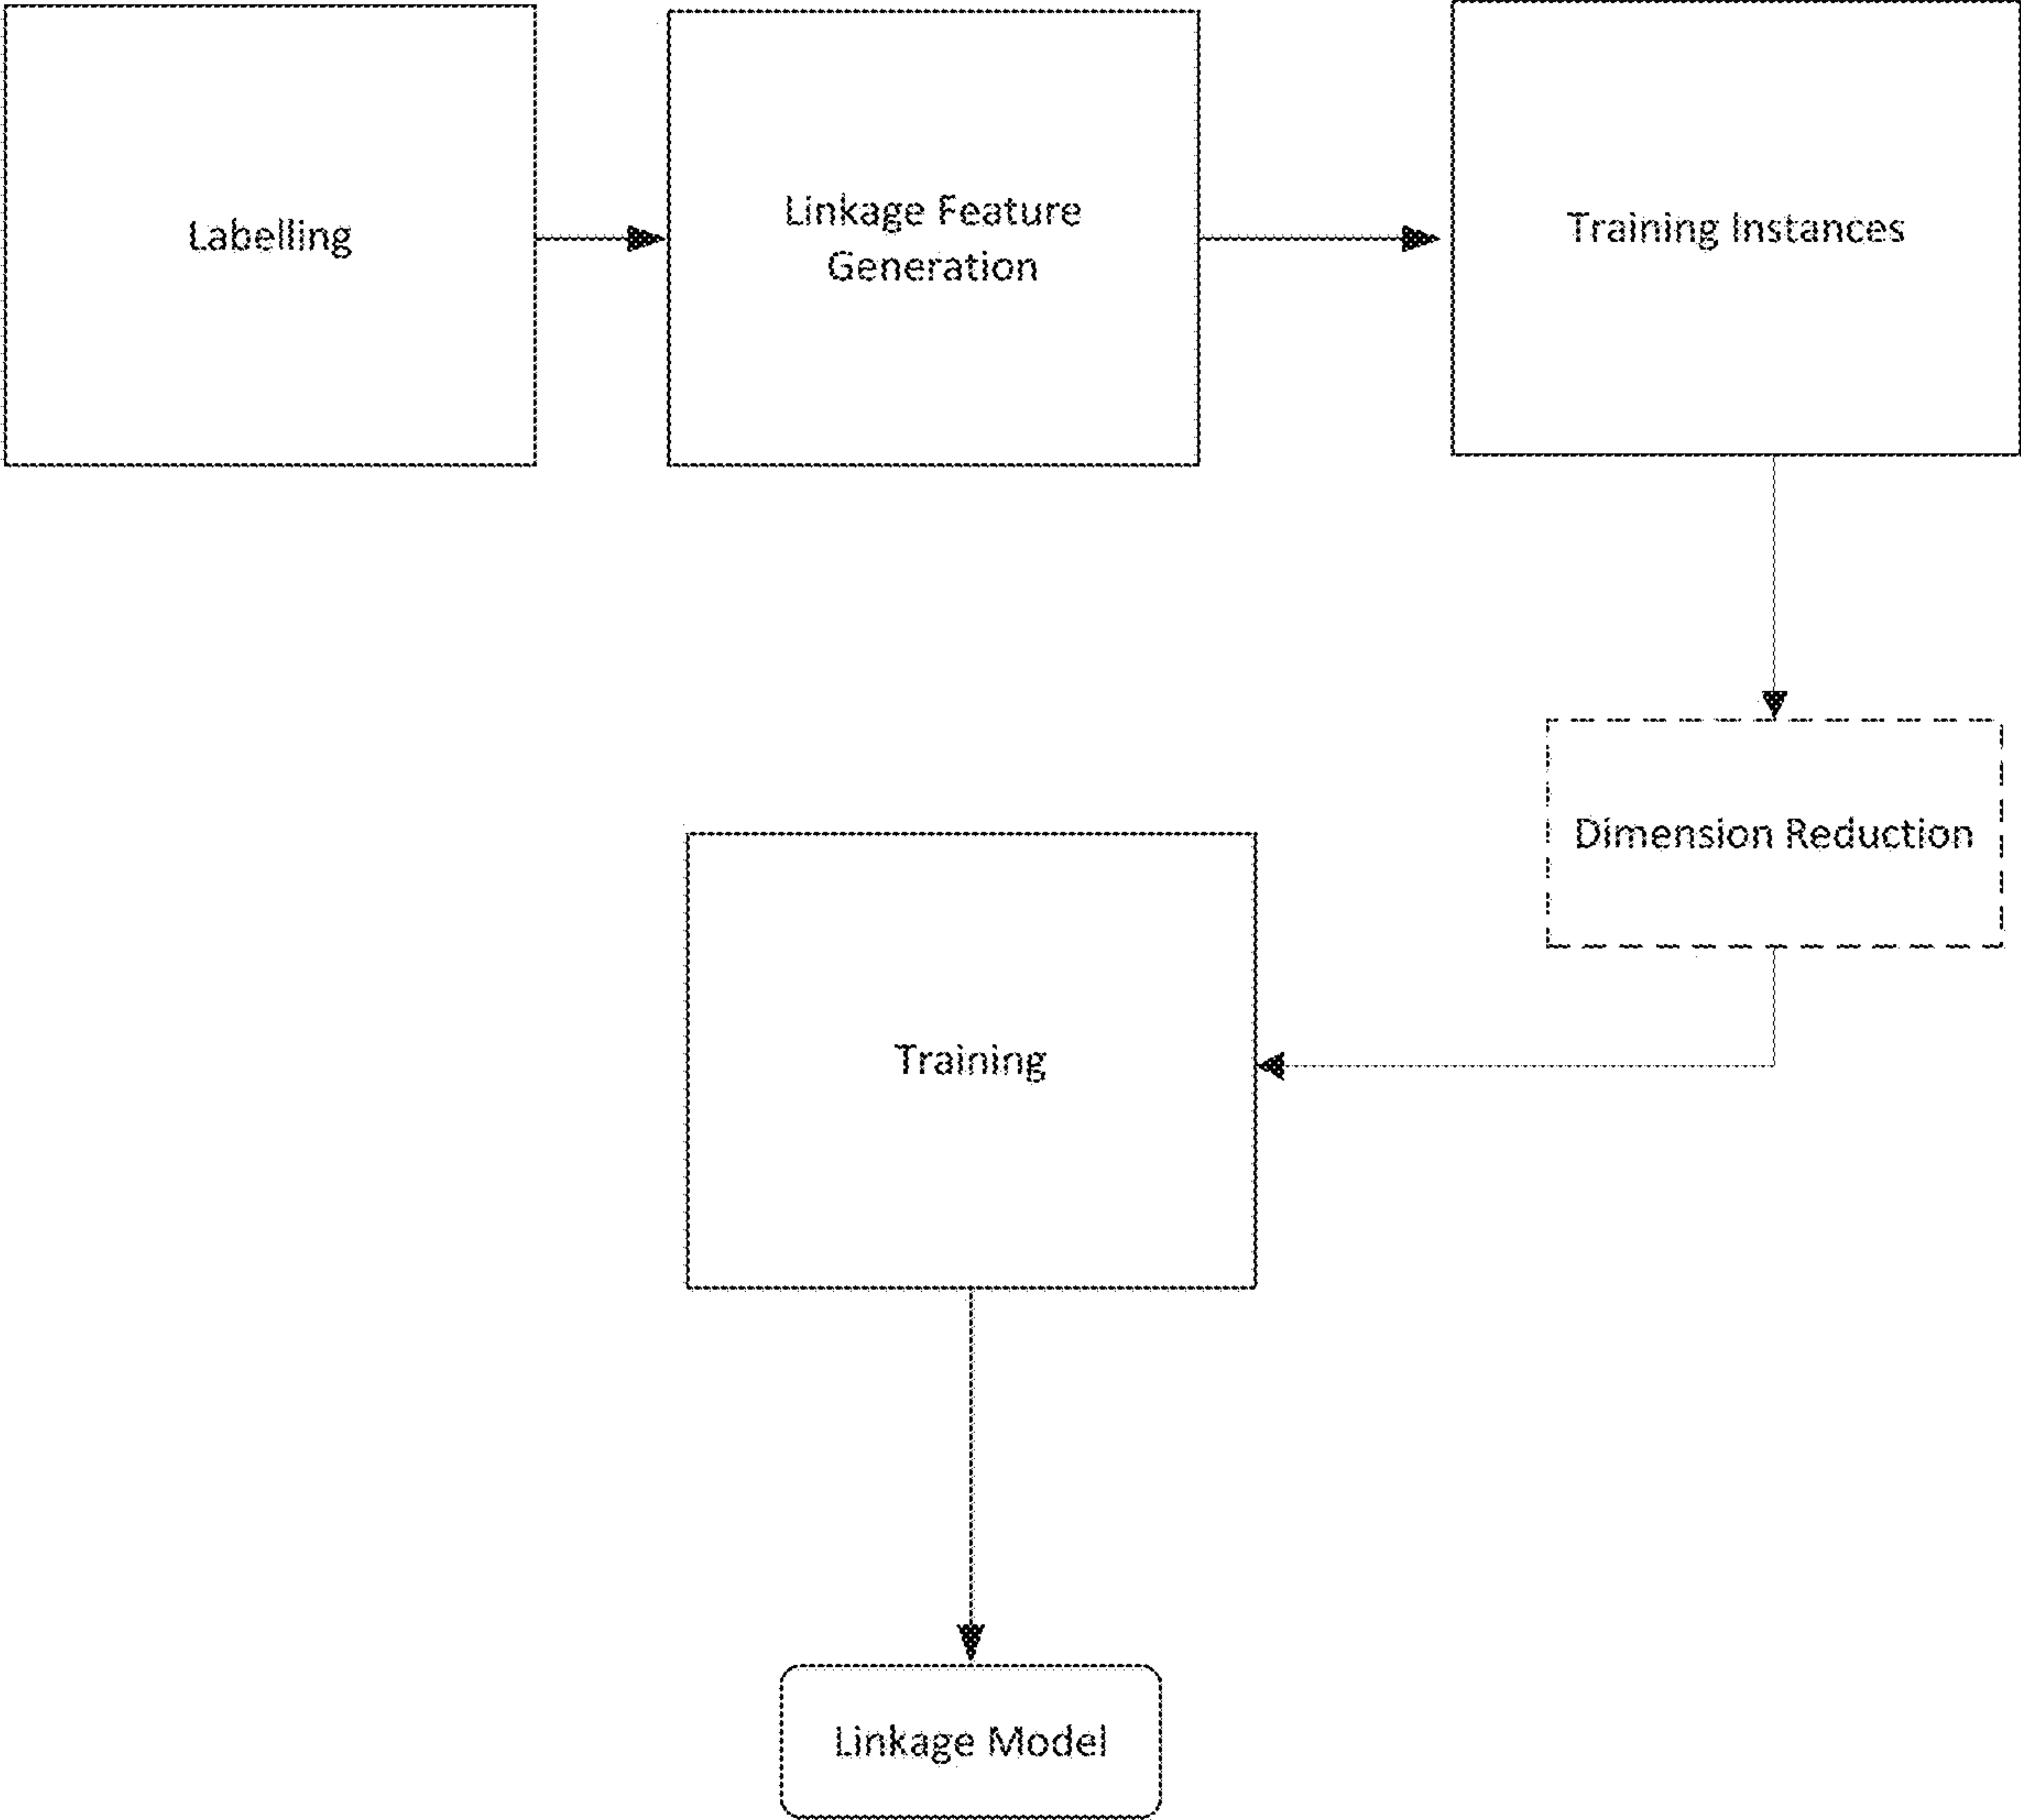 Labelling
Linkage Feature
Generation
Training Instances
Dimension Reduction
Training
Linkage Model